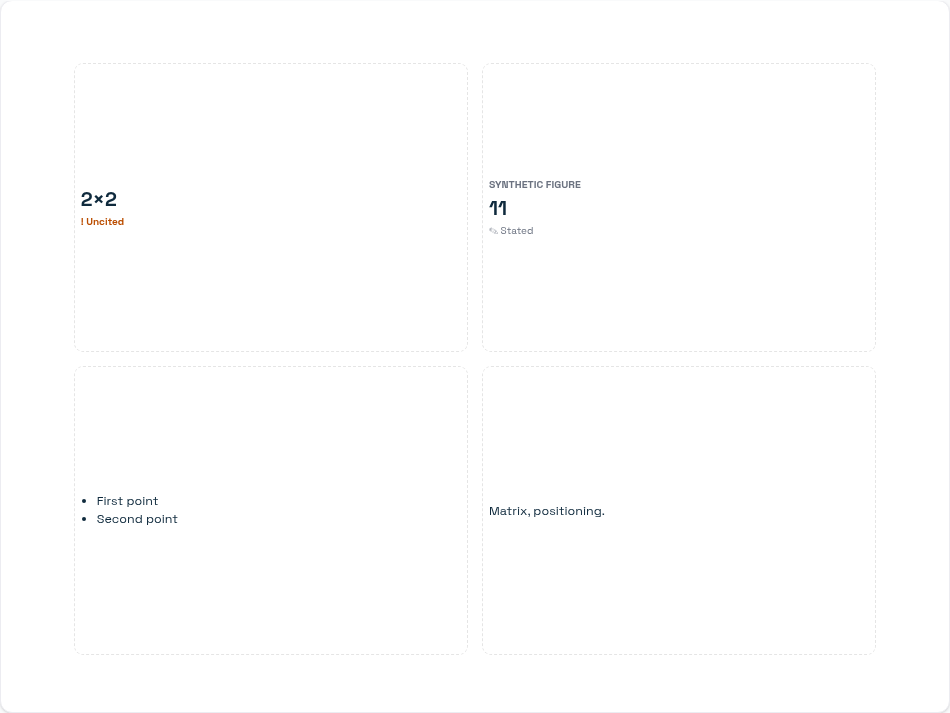 2×2
! Uncited
SYNTHETIC FIGURE
11
✎ Stated
• First point
• Second point
Matrix, positioning.